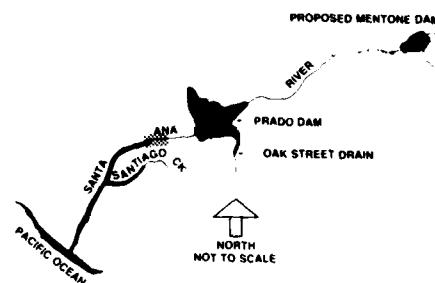 PROPOSED MENTONE DAM
RIVER
PRADO DAM
ANA
OAK STREET DRAIN
SANTIAGO CK
SANTA
PACIFIC OCEAN
NORTH
NOT TO SCALE